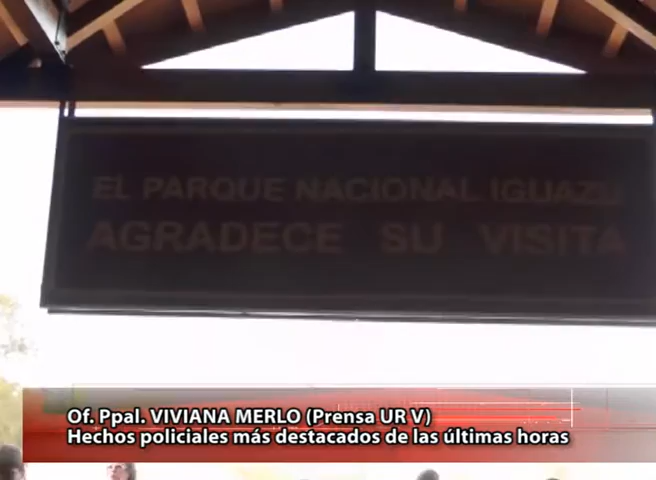 EL PARQUE NACIONAL IGUAZU
AGRADECE SU VISITA
Of. Ppal. VIVIANA MERLO (Prensa UR V)
Hechos policiales más destacados de las últimas horas